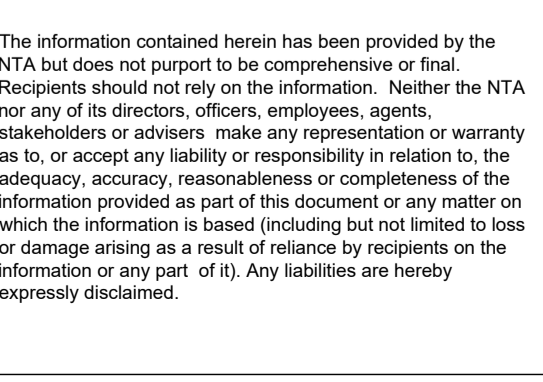 The information contained herein has been provided by the
NTA but does not purport to be comprehensive or final.
Recipients should not rely on the information.  Neither the NTA
nor any of its directors, officers, employees, agents,
stakeholders or advisers  make any representation or warranty
as to, or accept any liability or responsibility in relation to, the
adequacy, accuracy, reasonableness or completeness of the
information provided as part of this document or any matter on
which the information is based (including but not limited to loss
or damage arising as a result of reliance by recipients on the
information or any part  of it). Any liabilities are hereby
expressly disclaimed.